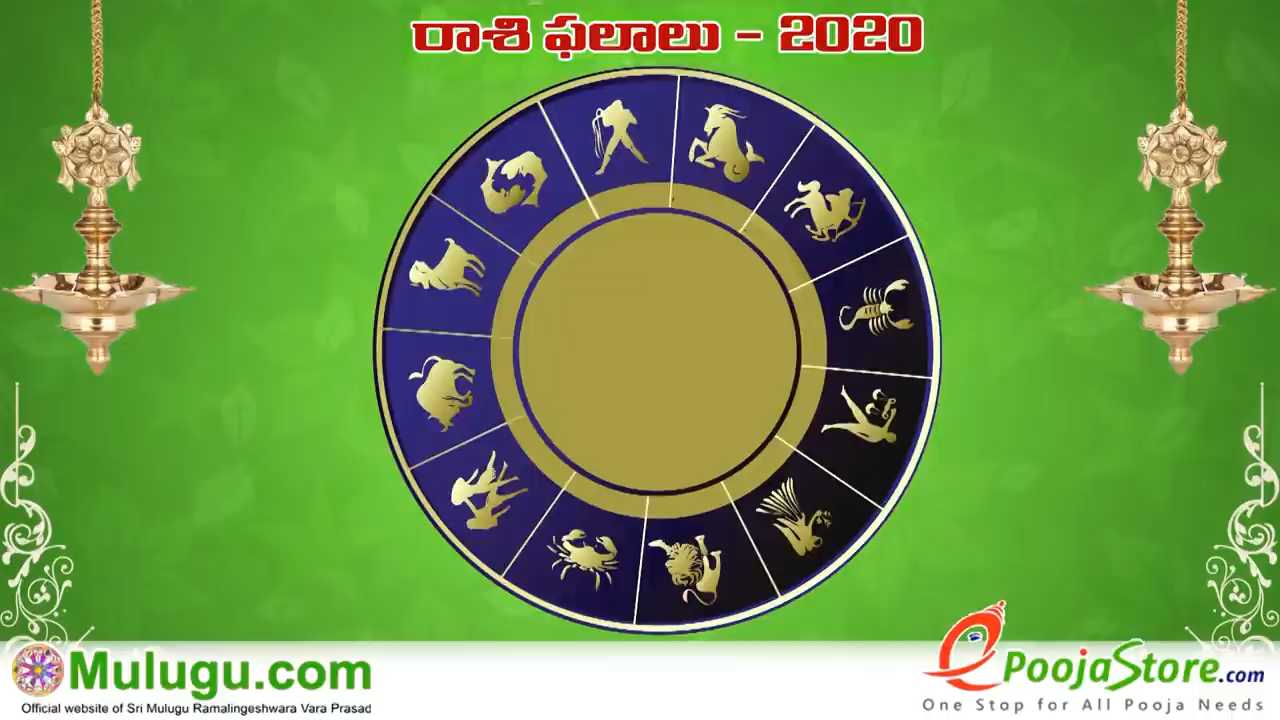 రాశి ఫలాలు - 2020
Mulugu.com
Official website of Sri Mulugu Ramalingeshwara Vara Prasad
ePoojaStore.com
One Stop for All Pooja Needs